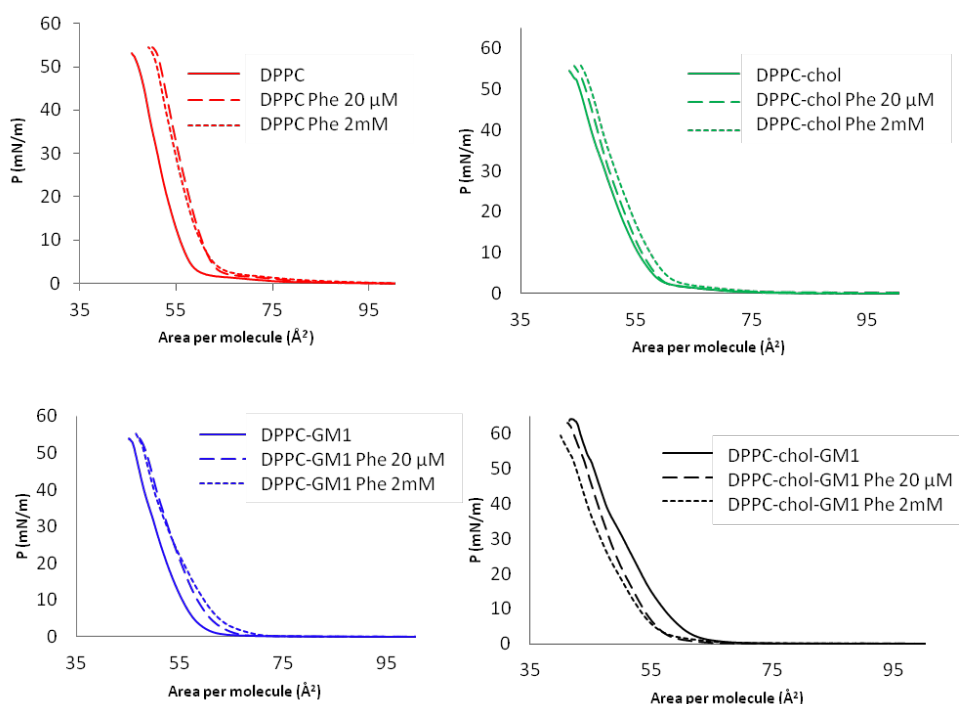 60
50
40
30
20
10
0
P (mN/m)
DPPC
DPPC Phe 20 µM
DPPC Phe 2mM
35
55
75
95
Area per molecule (Å²)
60
50
40
30
20
10
0
P (mN/m)
DPPC-chol
DPPC-chol Phe 20 µM
DPPC-chol Phe 2mM
35
55
75
95
Area per molecule (Å²)
60
50
40
30
20
10
0
P (mN/m)
DPPC-GM1
DPPC-GM1 Phe 20 µM
DPPC-GM1 Phe 2mM
35
55
75
95
Area per molecule (Å²)
60
50
40
30
20
10
0
P (mN/m)
DPPC-chol-GM1
DPPC-chol-GM1 Phe 20 µM
DPPC-chol-GM1 Phe 2mM
35
55
75
95
Area per molecule (Å²)